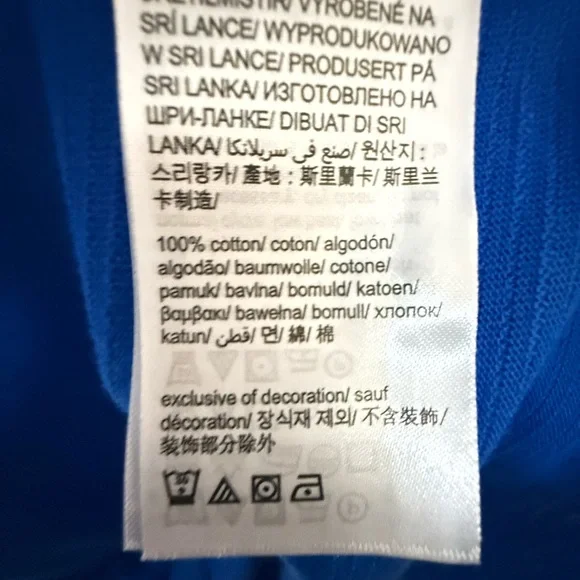 VYROBENÉ NA
SRÍ LANCE/ WYPRODUKOWANO
W SRI LANCE/ PRODUSERT PÅ
SRI LANKA/ ИЗГОТОВЛЕНО НА
ШРИ-ЛАНКЕ/ DIBUAT DI SRI
LANKA/ صنع في سريلانكا/ 원산지 :
스리랑카/ 產地 : 斯里蘭卡/ 斯里兰
卡制造/
100% cotton/ coton/ algodón/
algodão/ baumwolle/ cotone/
pamuk/ bavlna/ bomuld/ katoen/
βαμβακι/ bawełna/ bomull/ хлопок/
katun/ قطن/ 면/ 綿/ 棉
exclusive of decoration/ sauf
décoration/ 장식재 제외/ 不含裝飾/
装饰部分除外